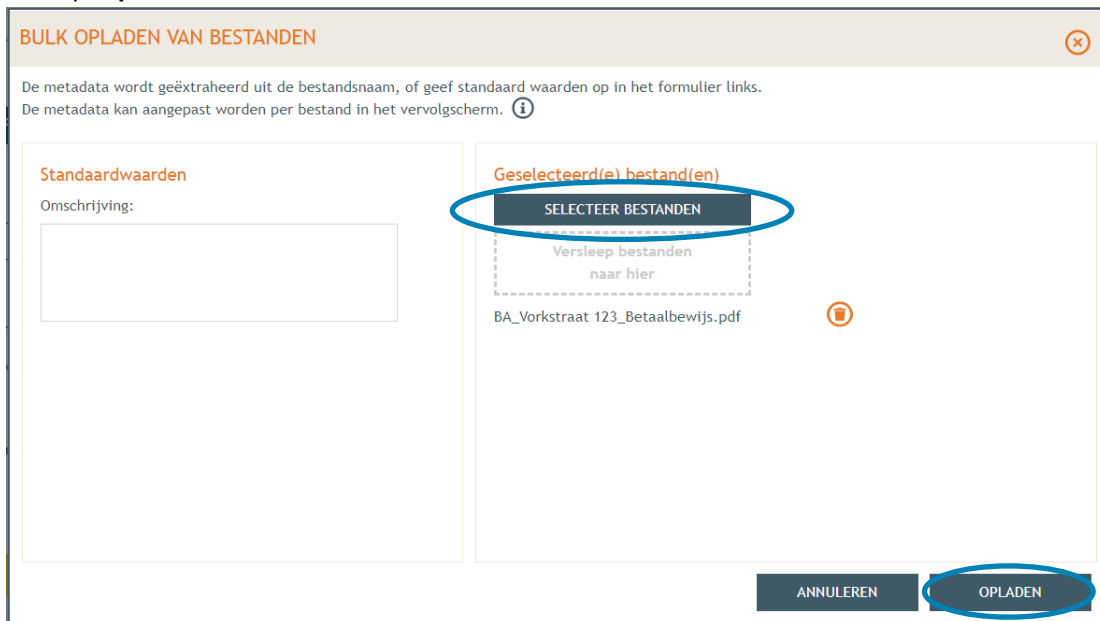 BULK OPLADEN VAN BESTANDEN
De metadata wordt geëxtraheerd uit de bestandsnaam, of geef standaard waarden op in het formulier links.
De metadata kan aangepast worden per bestand in het vervolgscherm.
Standaardwaarden
Omschrijving:
Geselecteerd(e) bestand(en)
SELECTEER BESTANDEN
Versleep bestanden
naar hier
BA_Vorkstraat 123_Betaalbewijs.pdf
ANNULEREN
OPLADEN